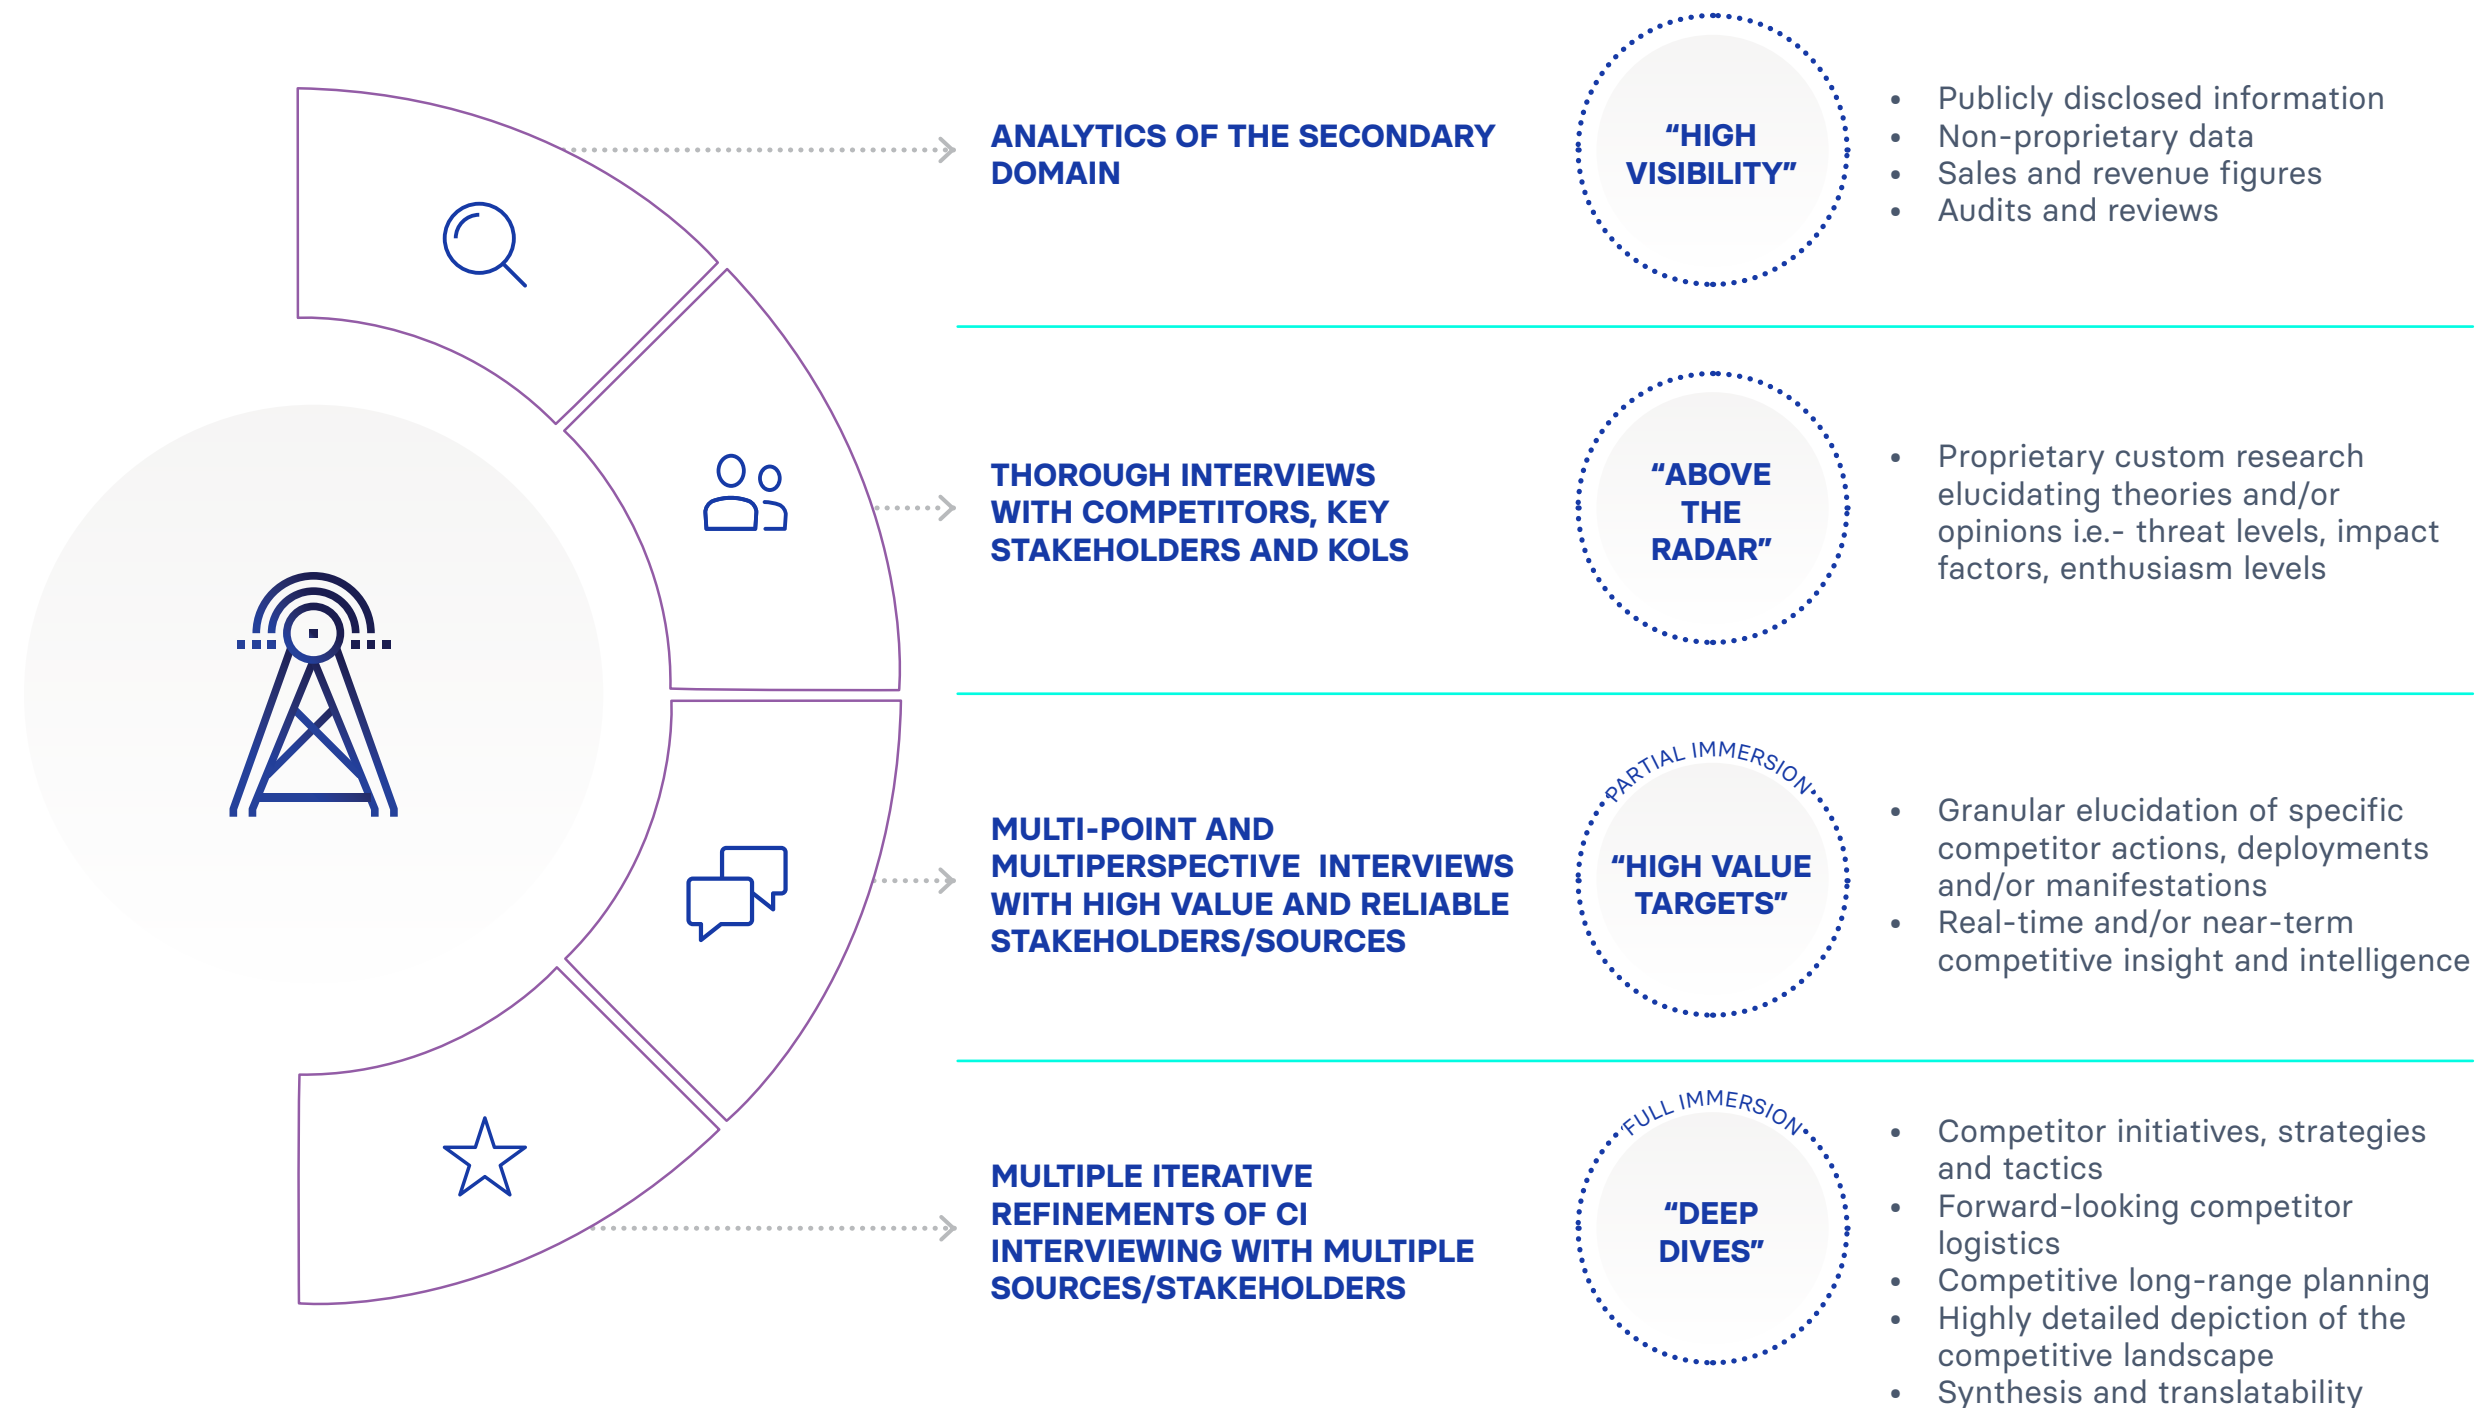 ANALYTICS OF THE SECONDARY
DOMAIN
“HIGH
VISIBILITY”
• Publicly disclosed information
• Non-proprietary data
• Sales and revenue figures
• Audits and reviews
THOROUGH INTERVIEWS
WITH COMPETITORS, KEY
STAKEHOLDERS AND KOLS
“ABOVE
THE
RADAR”
• Proprietary custom research
elucidating theories and/or
opinions i.e.- threat levels, impact
factors, enthusiasm levels
MULTI-POINT AND
MULTIPERSPECTIVE  INTERVIEWS
WITH HIGH VALUE AND RELIABLE
STAKEHOLDERS/SOURCES
PARTIAL IMMERSION
“HIGH VALUE
TARGETS”
• Granular elucidation of specific
competitor actions, deployments
and/or manifestations
• Real-time and/or near-term
competitive insight and intelligence
MULTIPLE ITERATIVE
REFINEMENTS OF CI
INTERVIEWING WITH MULTIPLE
SOURCES/STAKEHOLDERS
FULL IMMERSION
“DEEP
DIVES”
• Competitor initiatives, strategies
and tactics
• Forward-looking competitor
logistics
• Competitive long-range planning
• Highly detailed depiction of the
competitive landscape
• Synthesis and translatability